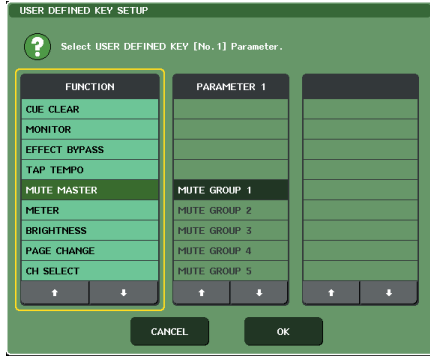 USER DEFINED KEY SETUP
Select USER DEFINED KEY [No.1] Parameter.
FUNCTION
CUE CLEAR
MONITOR
EFFECT BYPASS
TAP TEMPO
MUTE MASTER
METER
BRIGHTNESS
PAGE CHANGE
CH SELECT
PARAMETER 1
MUTE GROUP 1
MUTE GROUP 2
MUTE GROUP 3
MUTE GROUP 4
MUTE GROUP 5
CANCEL
OK